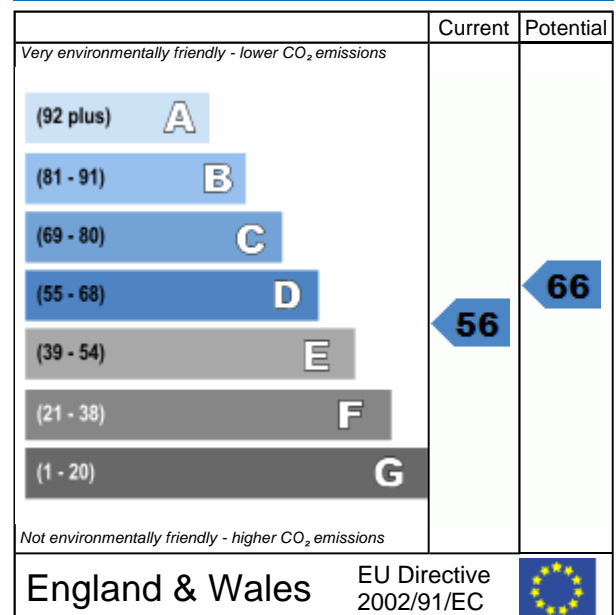 Current Potential
Very environmentally friendly - lower CO₂ emissions
(92 plus) A
(81 - 91) B
(69 - 80) C
(55 - 68) D
66
56
(39 - 54) E
(21 - 38) F
(1 - 20) G
Not environmentally friendly - higher CO₂ emissions
England & Wales
EU Directive
2002/91/EC